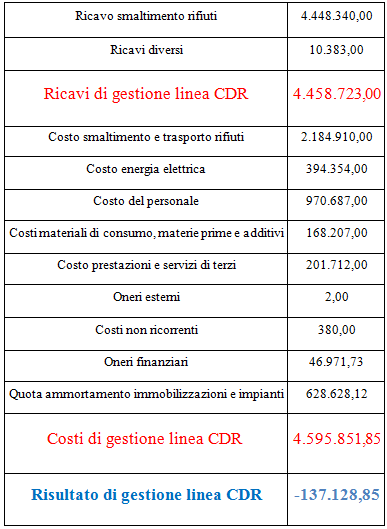 Ricavo smaltimento rifiuti 4.448.340,00
Ricavi diversi 10.383,00
Ricavi di gestione linea CDR 4.458.723,00
Costo smaltimento e trasporto rifiuti 2.184.910,00
Costo energia elettrica 394.354,00
Costo del personale 970.687,00
Costi materiali di consumo, materie prime e additivi 168.207,00
Costo prestazioni e servizi di terzi 201.712,00
Oneri esterni 2,00
Costi non ricorrenti 380,00
Oneri finanziari 46.971,73
Quota ammortamento immobilizzazioni e impianti 628.628,12
Costi di gestione linea CDR 4.595.851,85
Risultato di gestione linea CDR -137.128,85